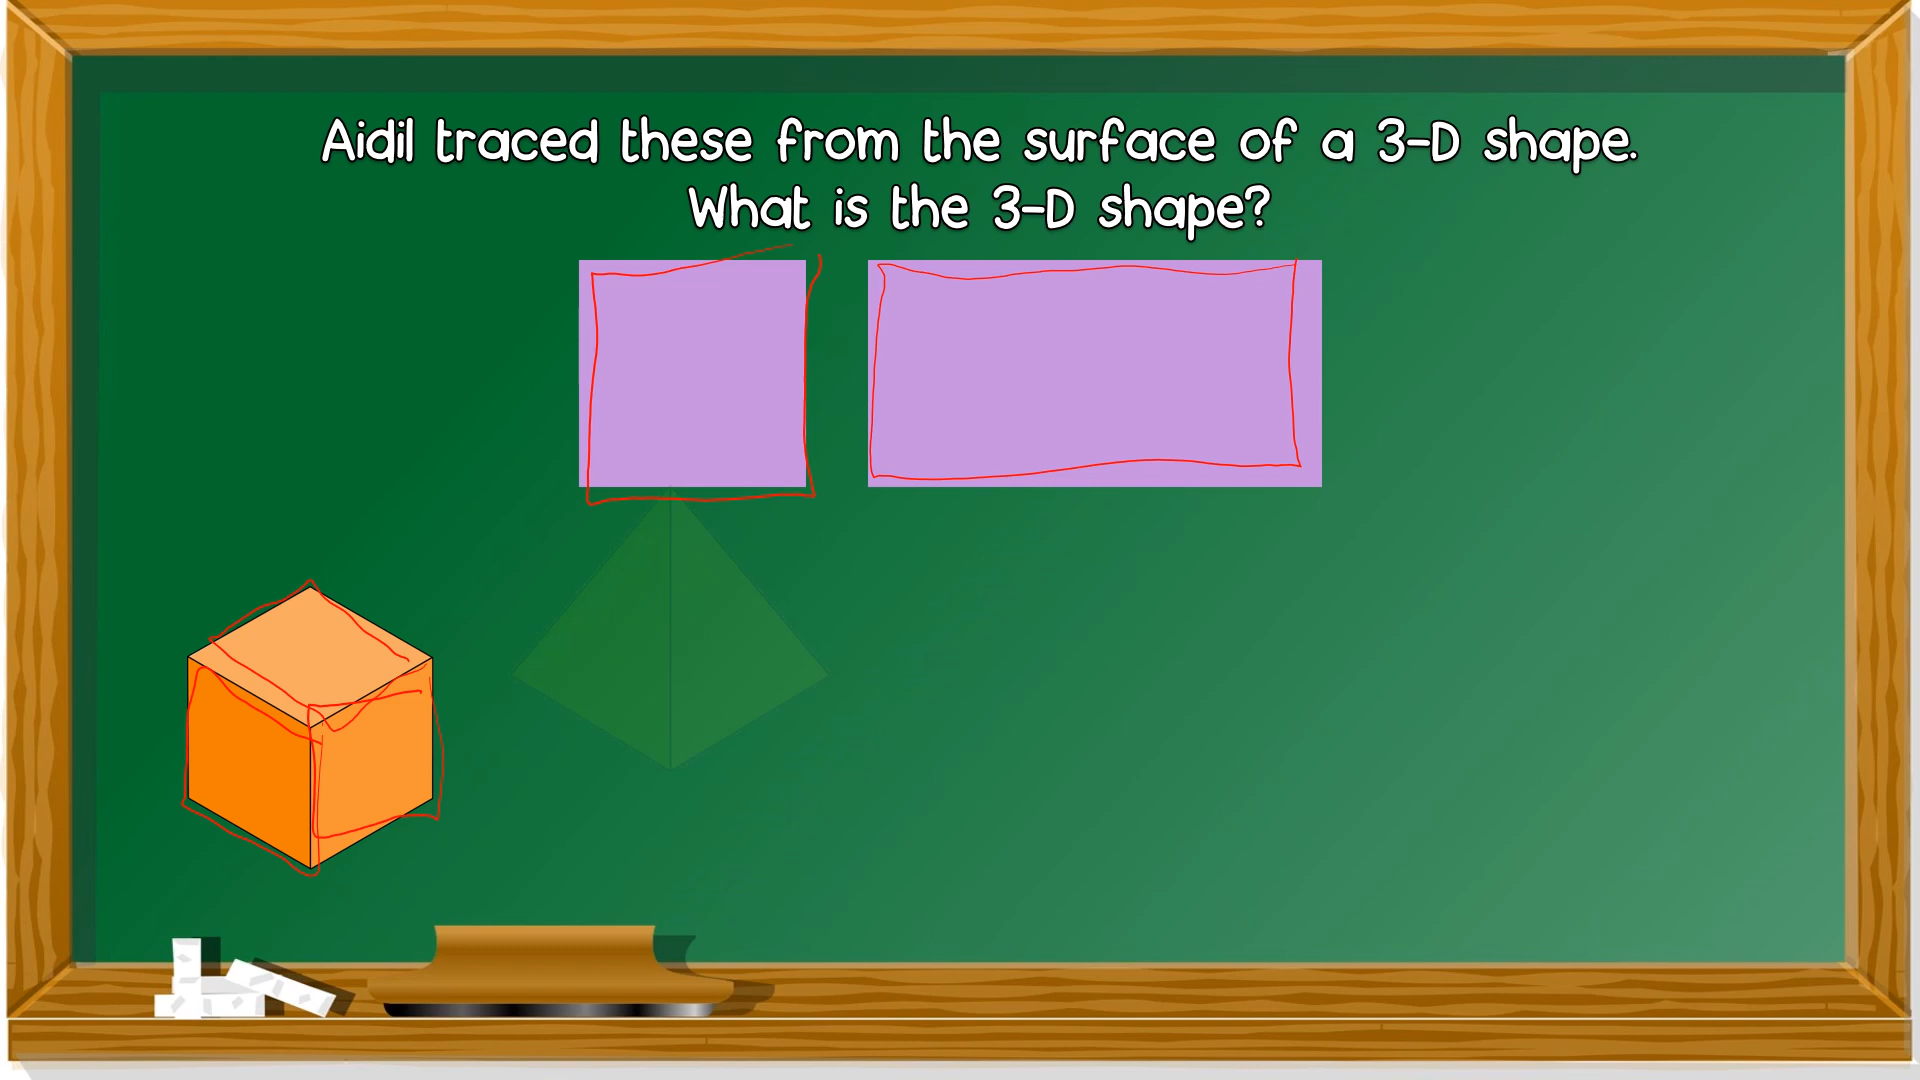 Aidil traced these from the surface of a 3-D shape.
What is the 3-D shape?